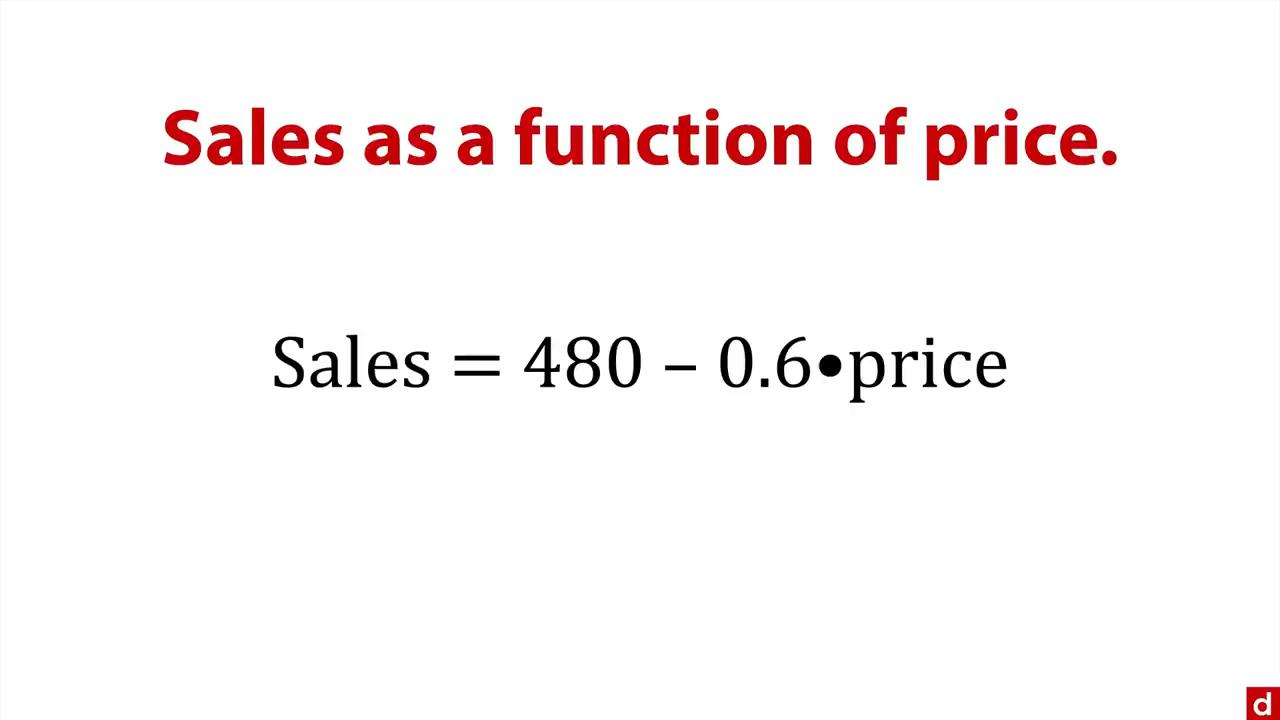 Sales as a function of price.
Sales = 480 – 0.6•price
d